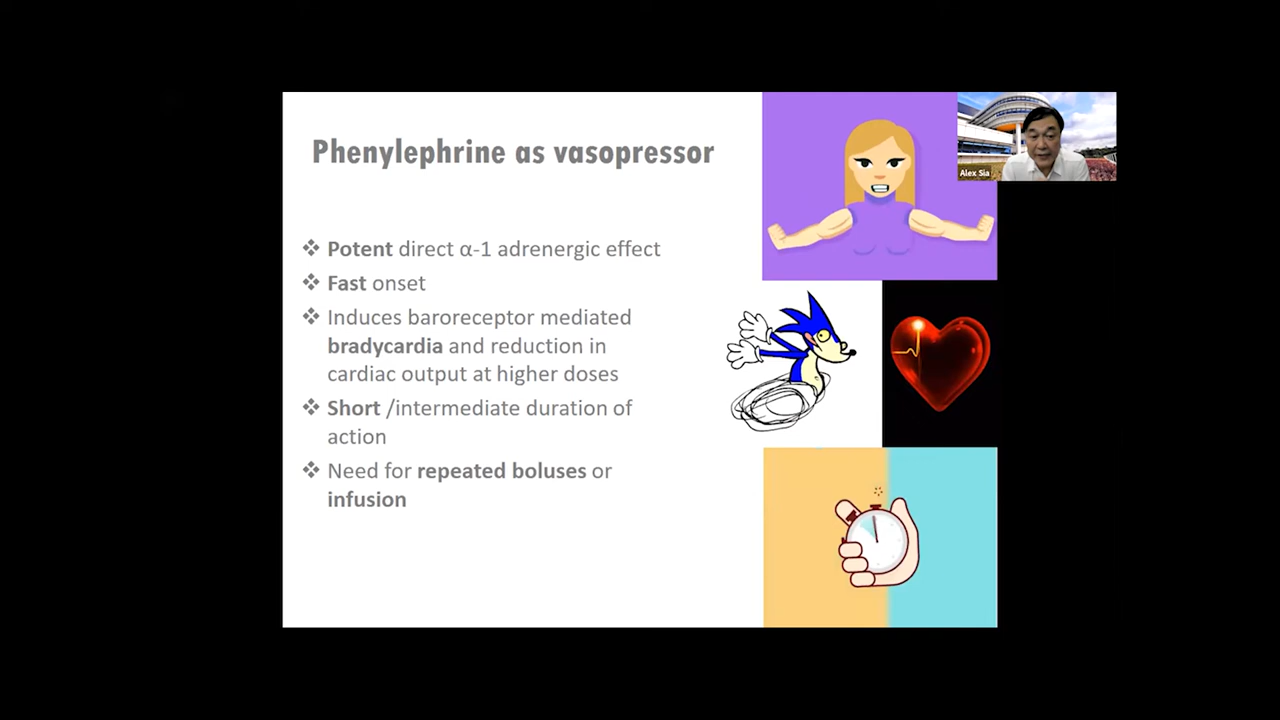 Phenylephrine as vasopressor
❖ Potent direct α-1 adrenergic effect
❖ Fast onset
❖ Induces baroreceptor mediated
bradycardia and reduction in
cardiac output at higher doses
❖ Short /intermediate duration of
action
❖ Need for repeated boluses or
infusion
Alex Sia